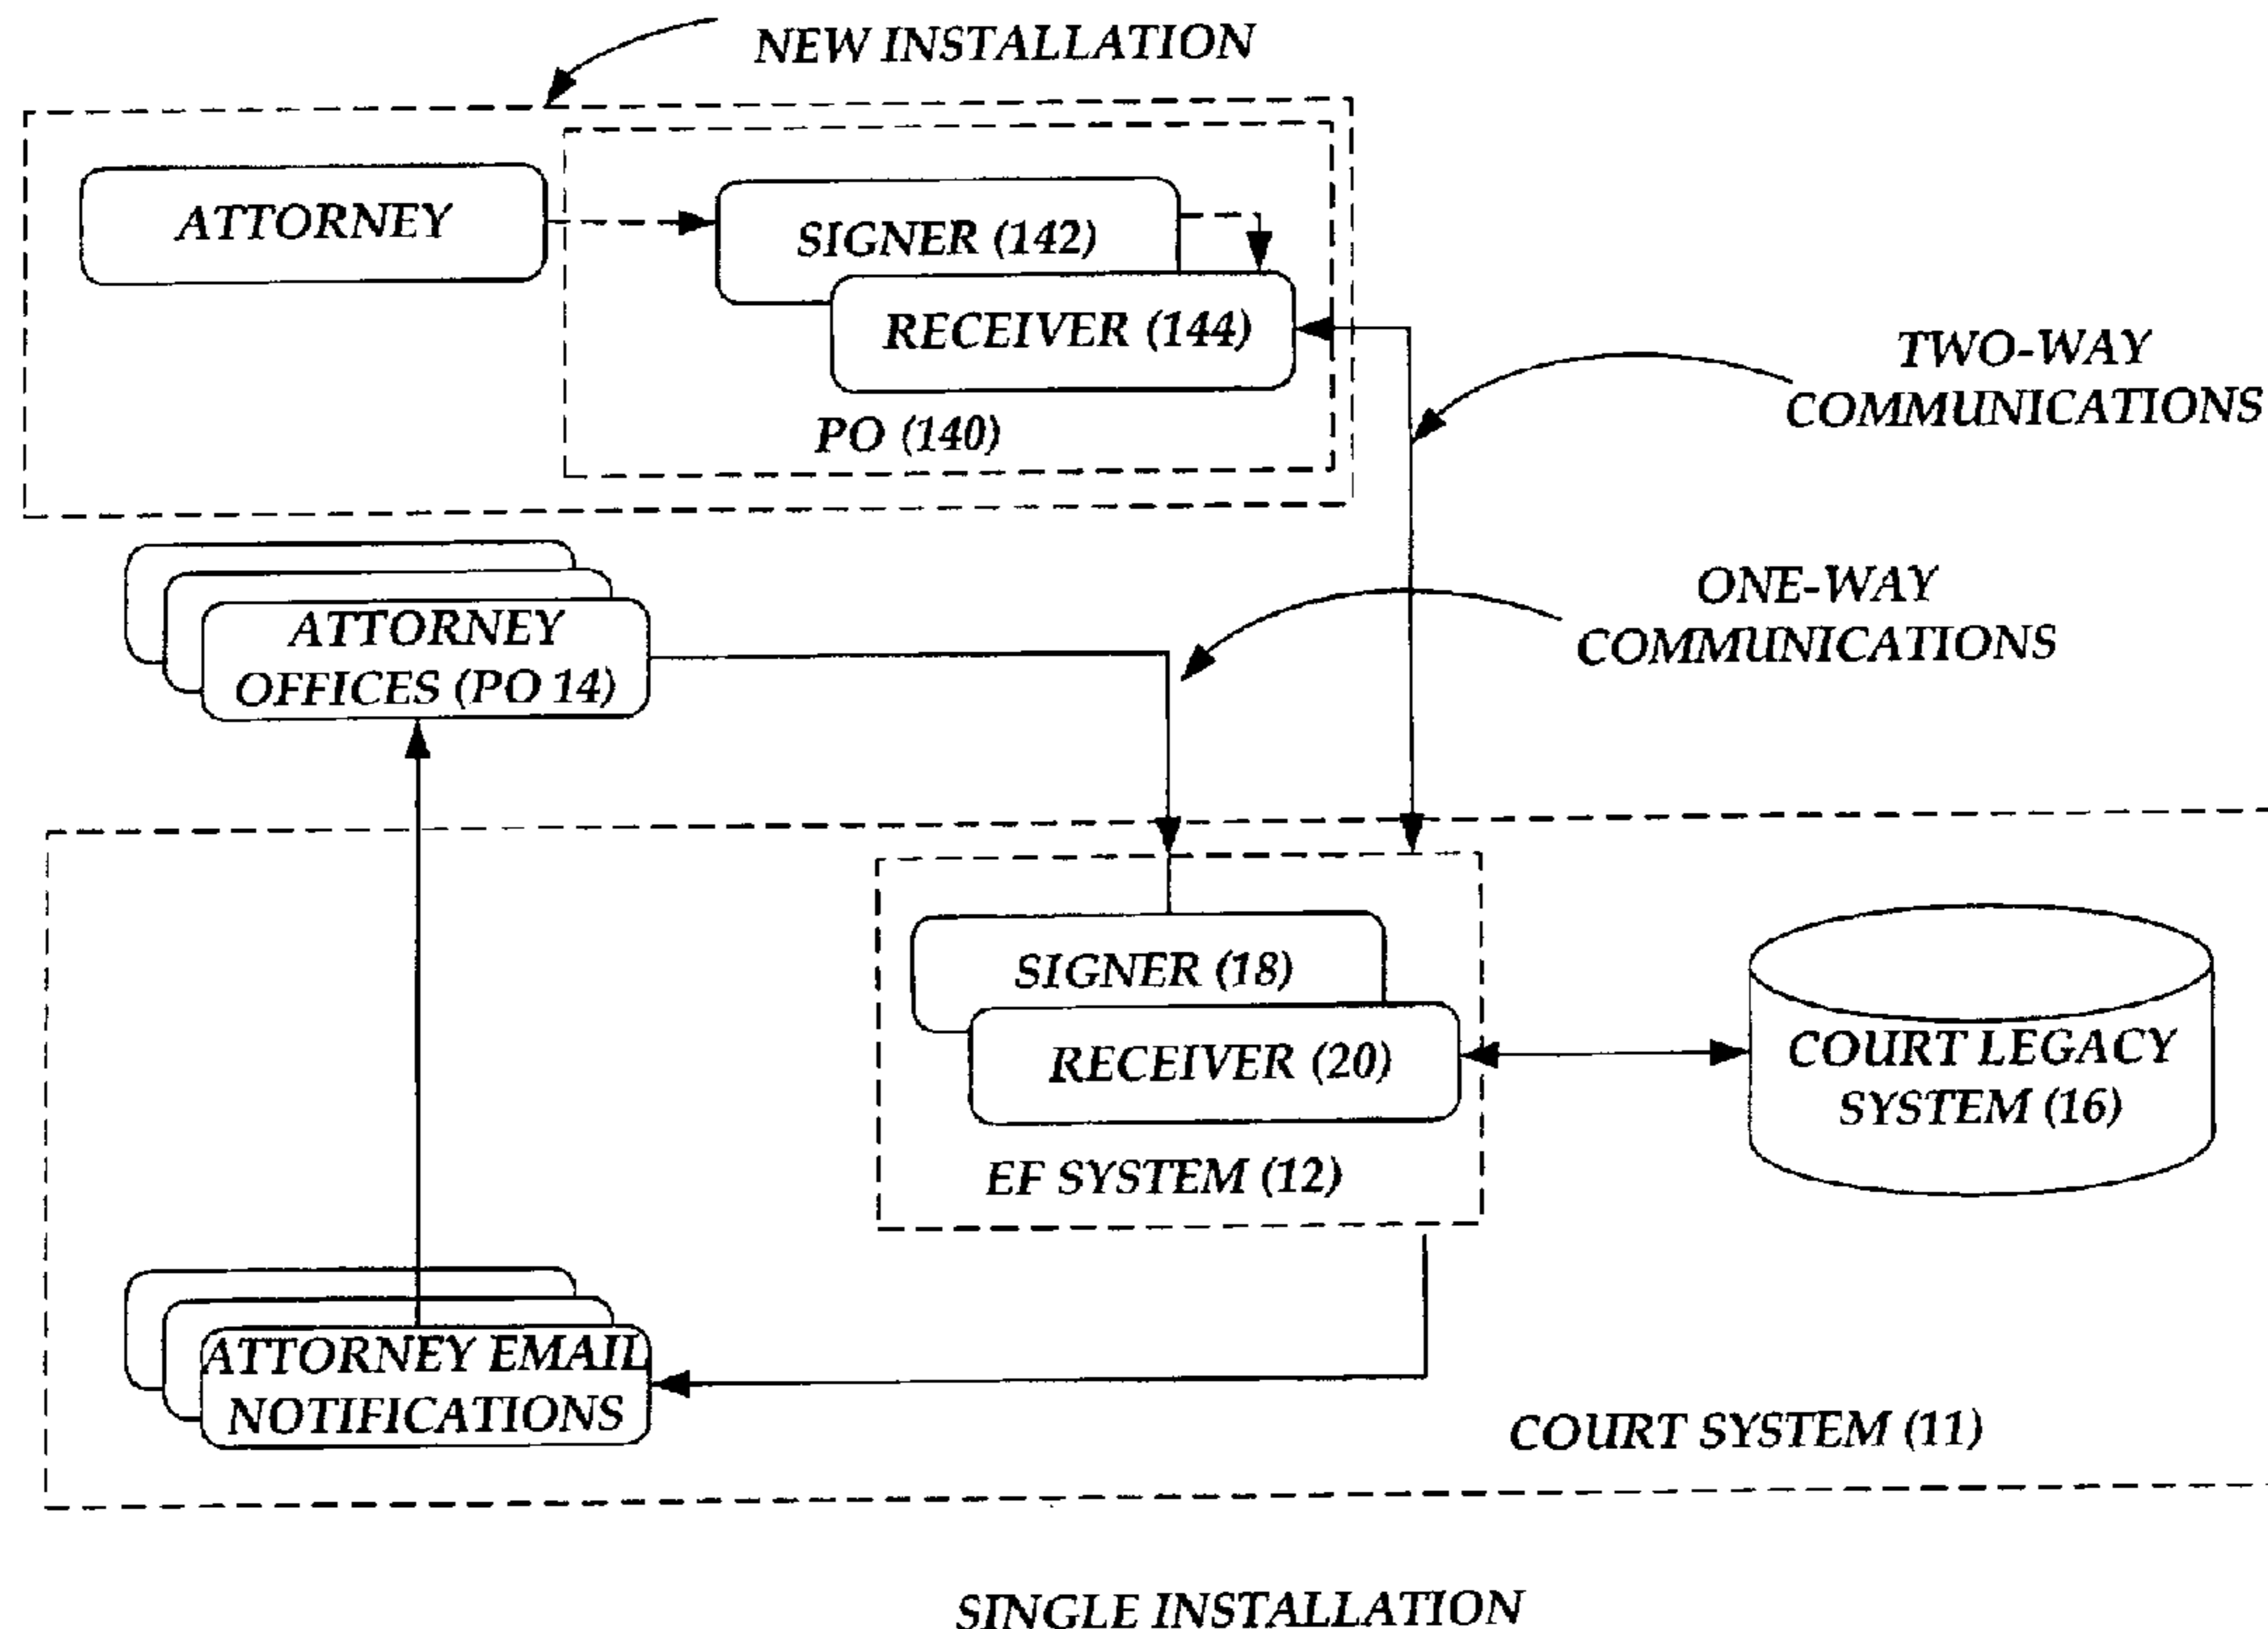 NEW INSTALLATION
ATTORNEY
SIGNER (142)
RECEIVER (144)
PO (140)
TWO-WAY
COMMUNICATIONS
ATTORNEY
OFFICES (PO 14)
ONE-WAY
COMMUNICATIONS
SIGNER (18)
RECEIVER (20)
EF SYSTEM (12)
COURT LEGACY
SYSTEM (16)
ATTORNEY EMAIL
NOTIFICATIONS
COURT SYSTEM (11)
SINGLE INSTALLATION